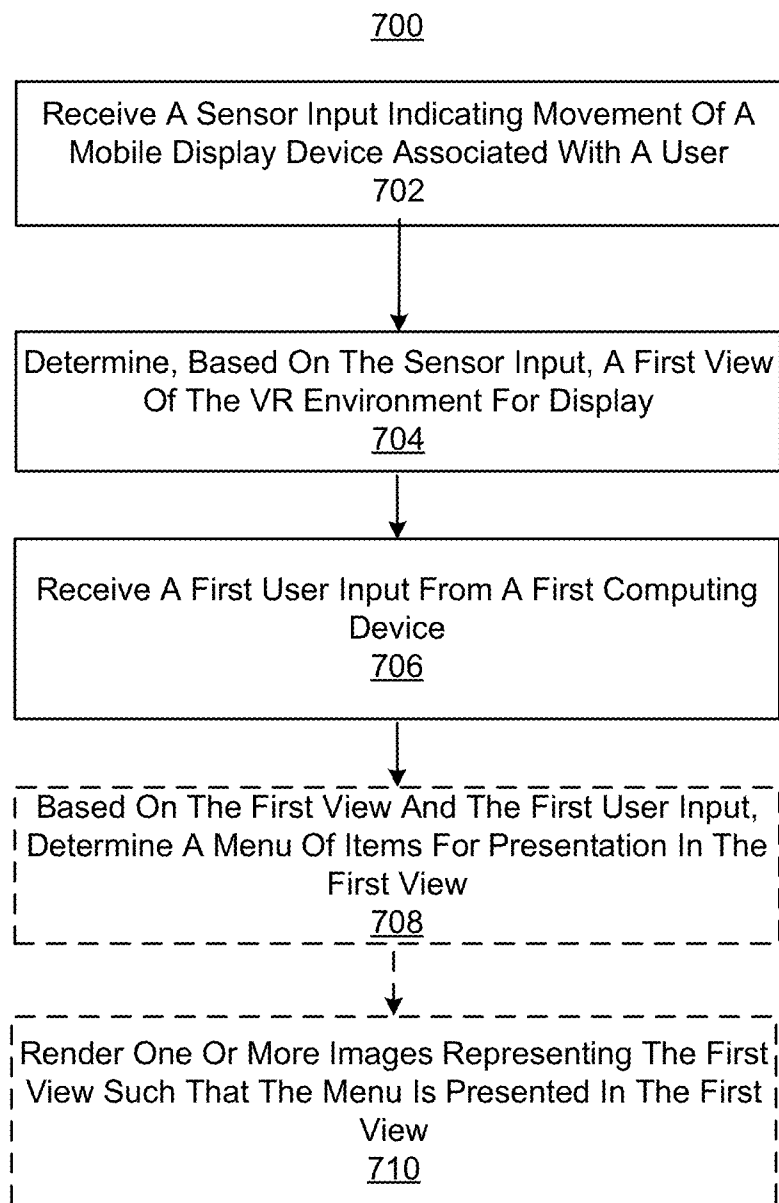 700
Receive A Sensor Input Indicating Movement Of A
Mobile Display Device Associated With A User
702
Determine, Based On The Sensor Input, A First View
Of The VR Environment For Display
704
Receive A First User Input From A First Computing
Device
706
Based On The First View And The First User Input,
Determine A Menu Of Items For Presentation In The
First View
708
Render One Or More Images Representing The First
View Such That The Menu Is Presented In The First
View
710